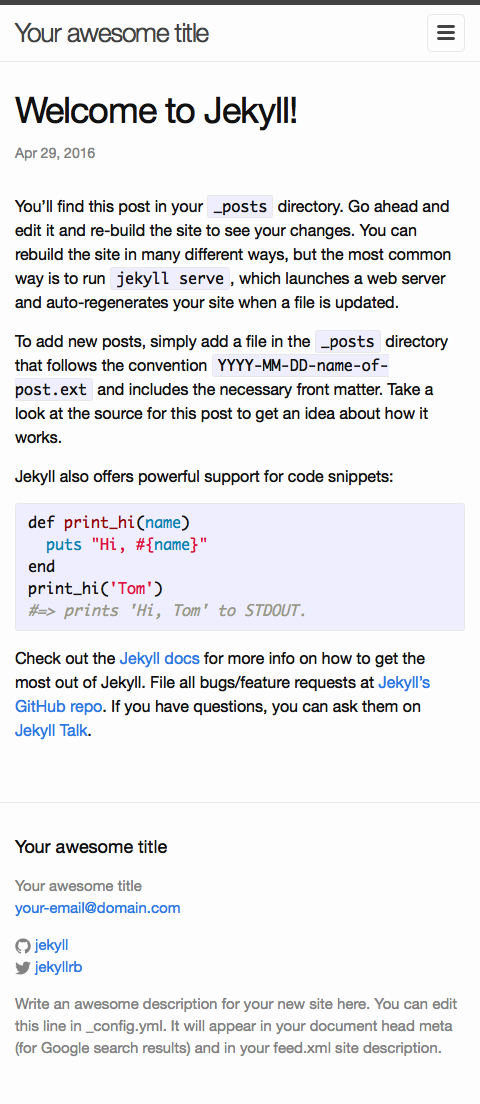 Your awesome title
Welcome to Jekyll!
Apr 29, 2016
You’ll find this post in your _posts directory. Go ahead and
edit it and re-build the site to see your changes. You can
rebuild the site in many different ways, but the most common
way is to run jekyll serve, which launches a web server
and auto-regenerates your site when a file is updated.
To add new posts, simply add a file in the _posts directory
that follows the convention YYYY-MM-DD-name-of-
post.ext and includes the necessary front matter. Take a
look at the source for this post to get an idea about how it
works.
Jekyll also offers powerful support for code snippets:
def print_hi(name)
  puts "Hi, #{name}"
end
print_hi('Tom')
#=> prints 'Hi, Tom' to STDOUT.
Check out the Jekyll docs for more info on how to get the
most out of Jekyll. File all bugs/feature requests at Jekyll’s
GitHub repo. If you have questions, you can ask them on
Jekyll Talk.
Your awesome title
Your awesome title
your-email@domain.com
jekyll
jekyllrb
Write an awesome description for your new site here. You can edit
this line in _config.yml. It will appear in your document head meta
(for Google search results) and in your feed.xml site description.